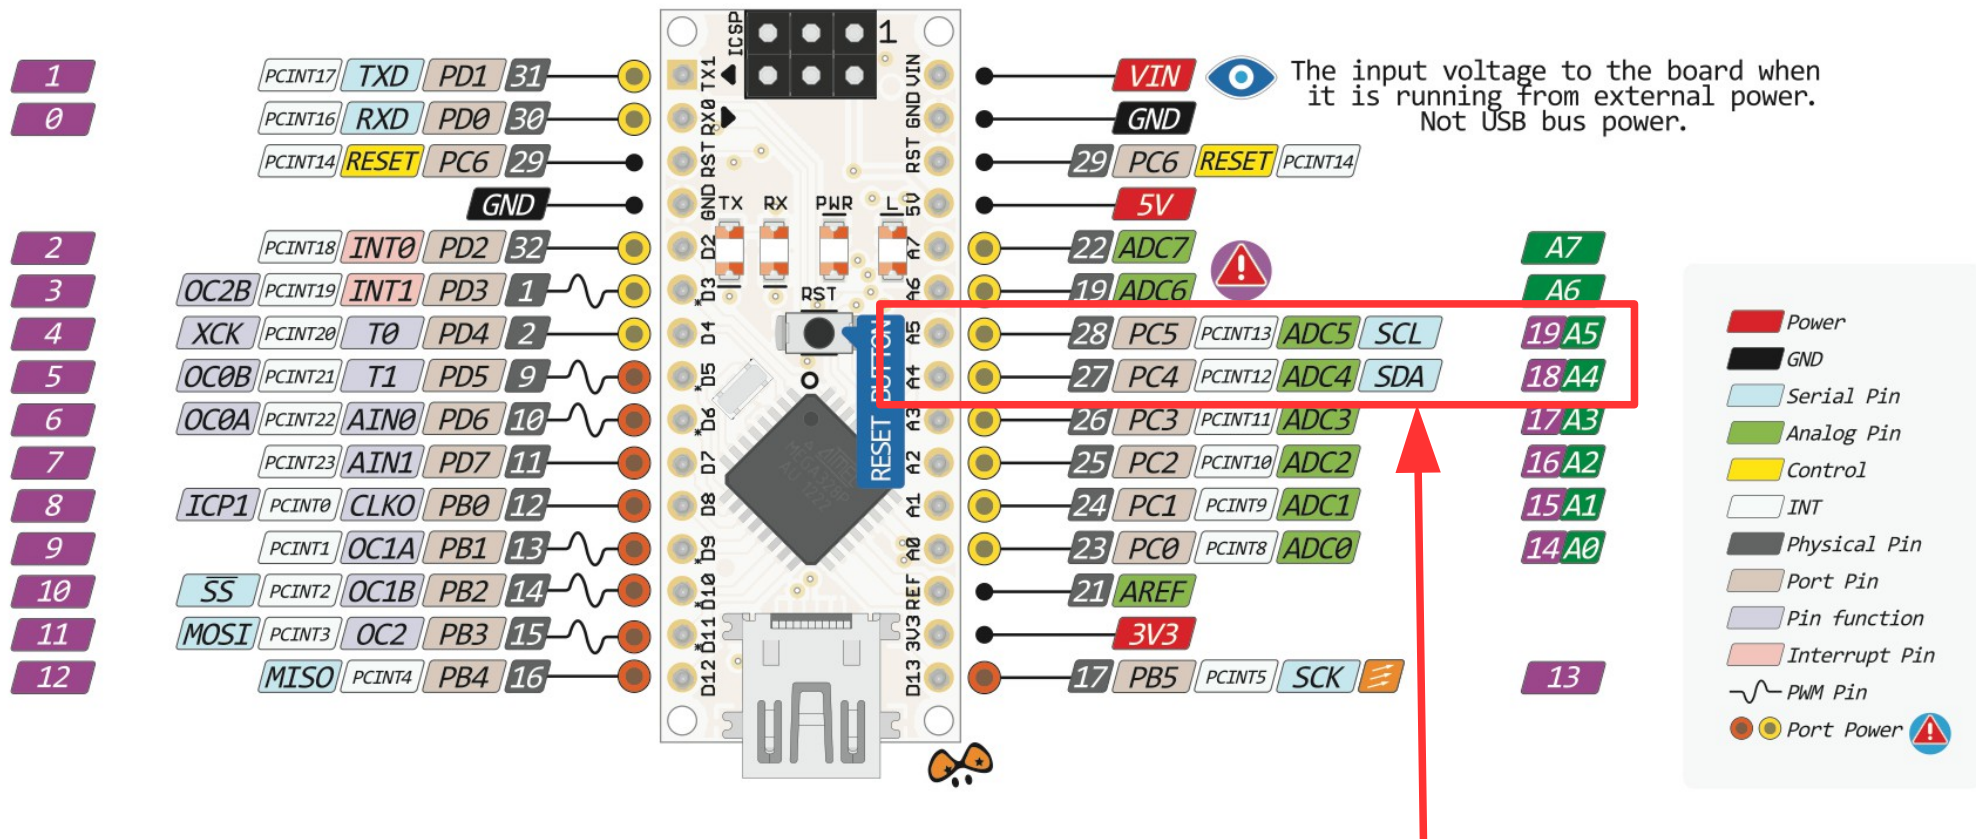 ICSP 1
1 PCINT17 TXD PD1 31 TX1 VIN VIN The input voltage to the board when
it is running from external power.
Not USB bus power.
0 PCINT16 RXD PD0 30 RX0 GND GND
PCINT14 RESET PC6 29 RST RST 29 PC6 RESET PCINT14
GND GND TX RX PWR L 5V 5V
2 PCINT18 INT0 PD2 32 D2 A7 22 ADC7 A7
3 OC2B PCINT19 INT1 PD3 1 *D3 RST A6 19 ADC6 A6
4 XCK PCINT20 T0 PD4 2 D4 A5 28 PC5 PCINT13 ADC5 SCL 19 A5
RESET BUTTON
5 OC0B PCINT21 T1 PD5 9 *D5 A4 27 PC4 PCINT12 ADC4 SDA 18 A4
6 OC0A PCINT22 AIN0 PD6 10 *D6 A3 26 PC3 PCINT11 ADC3 17 A3
7 PCINT23 AIN1 PD7 11 D7 A2 25 PC2 PCINT10 ADC2 16 A2
8 ICP1 PCINT0 CLKO PB0 12 D8 A1 24 PC1 PCINT9 ADC1 15 A1
9 PCINT1 OC1A PB1 13 *D9 A0 23 PC0 PCINT8 ADC0 14 A0
10 SS PCINT2 OC1B PB2 14 *D10 REF 21 AREF
11 MOSI PCINT3 OC2 PB3 15 *D11 3V3 3V3
12 MISO PCINT4 PB4 16 D12 D13 17 PB5 PCINT5 SCK 13
Power
GND
Serial Pin
Analog Pin
Control
INT
Physical Pin
Port Pin
Pin function
Interrupt Pin
PWM Pin
Port Power